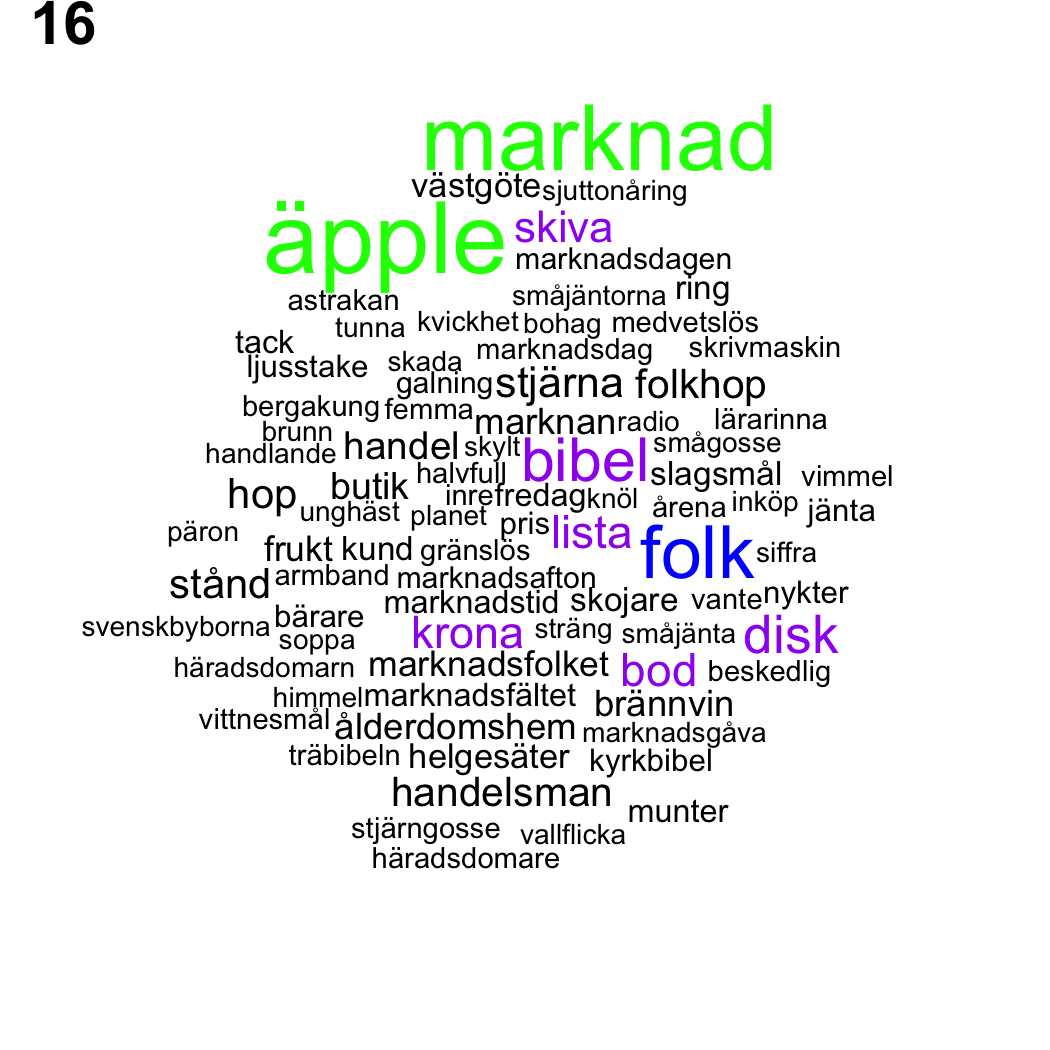 16
marknad
västgöte sjuttonåring
äpple skiva
marknadsdagen
astrakan småjäntorna ring
tunna kvickhet bohag medvetslös
tack marknadsdag skrivmaskin
ljusstake skada
galning stjärna folkhop
bergakung femma marknan radio lärarinna
brunn handel skylt bibel smågosse
handlande halvfull slagsmål vimmel
hop butik inre fredag knöl årena inköp jänta
unghäst planet pris lista
päron folk siffra
frukt kund gränslös
stånd armband marknadsafton
marknadstid skojare vante nykter
svenskbyborna bärare krona sträng småjänta disk
soppa
häradsdomarn marknadsfolket bod beskedlig
himmel marknadsfältet brännvin
vittnesmål ålderdomshem marknadsgåva
träbibeln helgesäter kyrkbibel
handelsman munter
stjärngosse vallflicka
häradsdomare